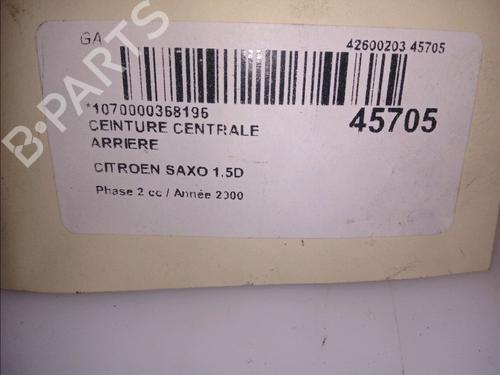 GA
42600203 45705
*1070000368196
45705
CEINTURE CENTRALE
ARRIERE
CITROEN SAXO 1.5D
Phase 2 cc / Année 2000
B-PARTS